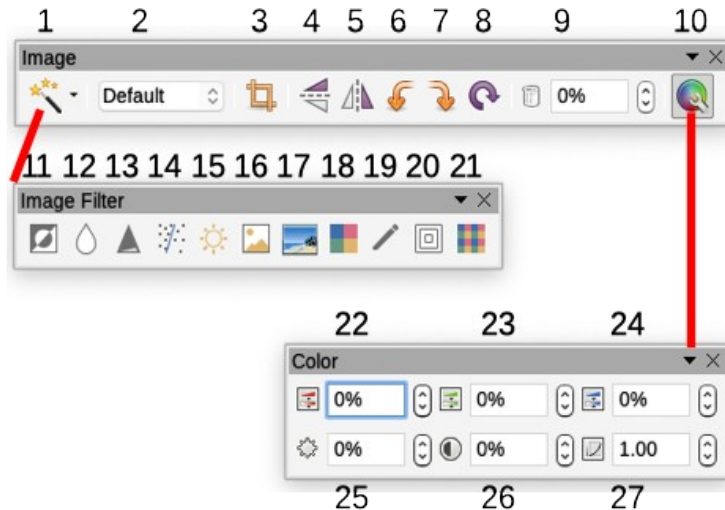 1 2 3 4 5 6 7 8 9 10
Image
Default 0%
11 12 13 14 15 16 17 18 19 20 21
Image Filter
22 23 24
Color
0% 0% 0%
0% 0% 1.00
25 26 27